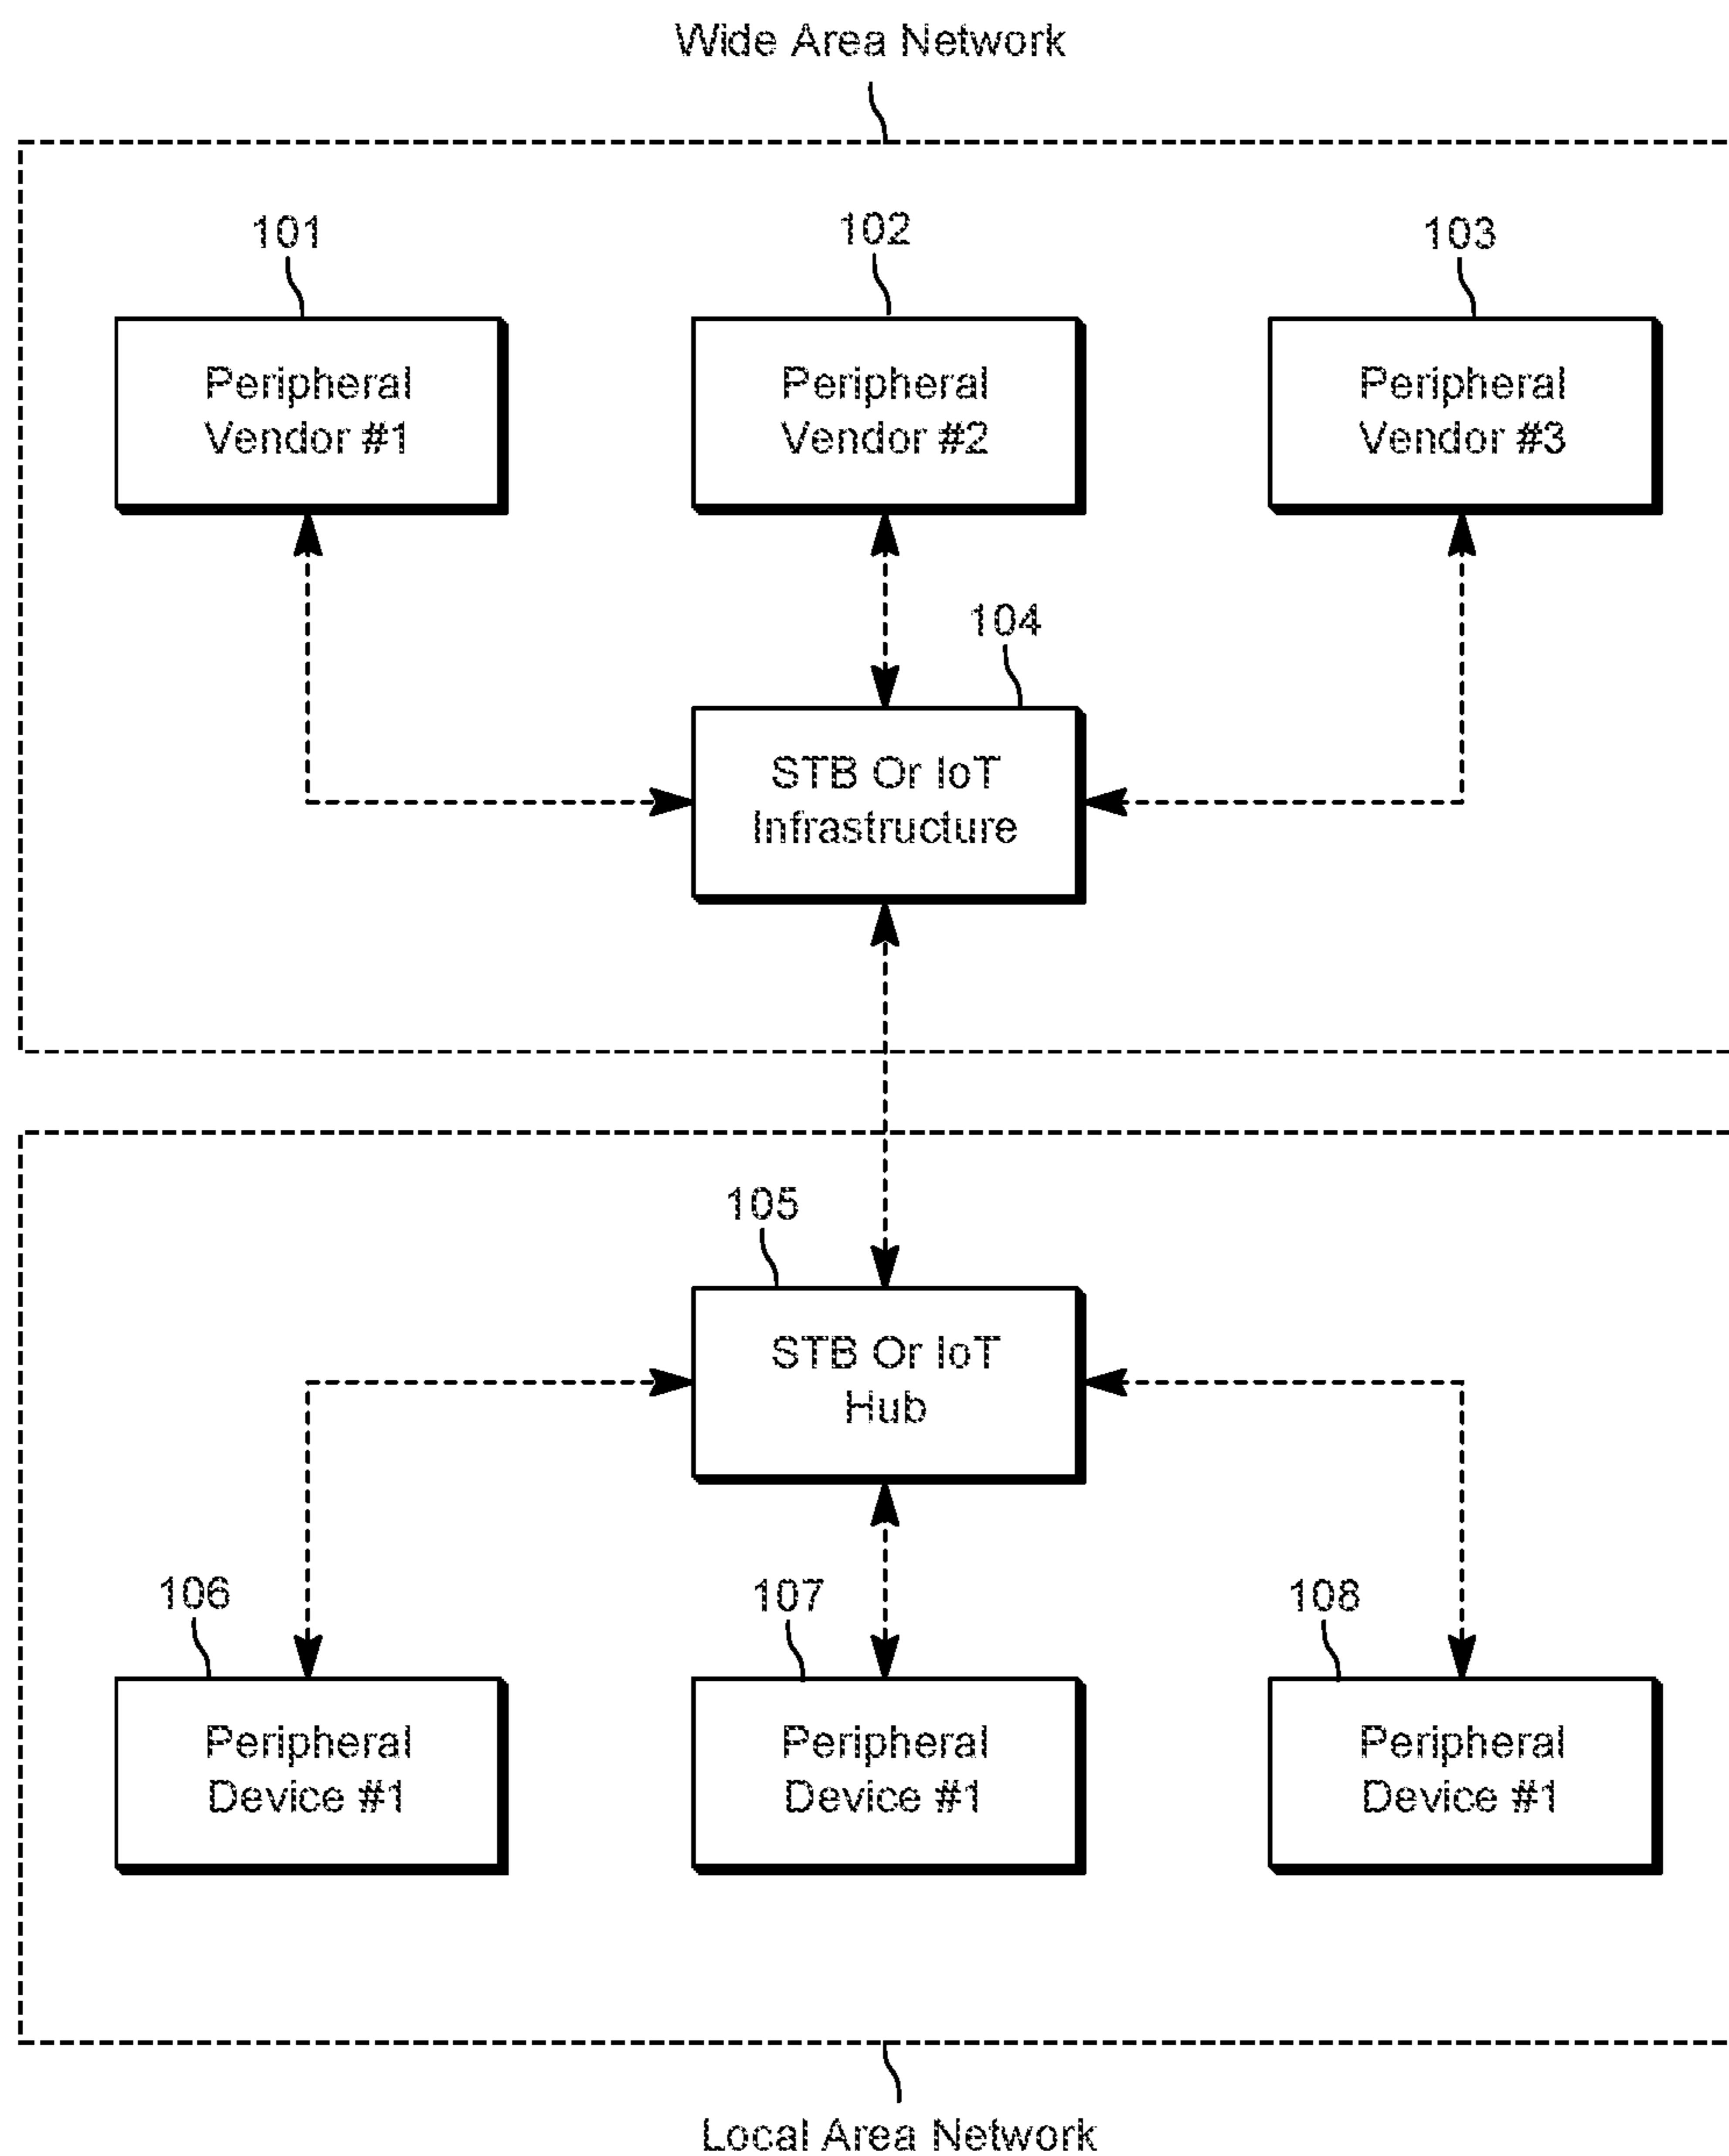 Wide Area Network
101
102
103
Peripheral
Vendor #1
Peripheral
Vendor #2
Peripheral
Vendor #3
104
STB Or IoT
Infrastructure
105
STB Or IoT
Hub
106
107
108
Peripheral
Device #1
Peripheral
Device #1
Peripheral
Device #1
Local Area Network